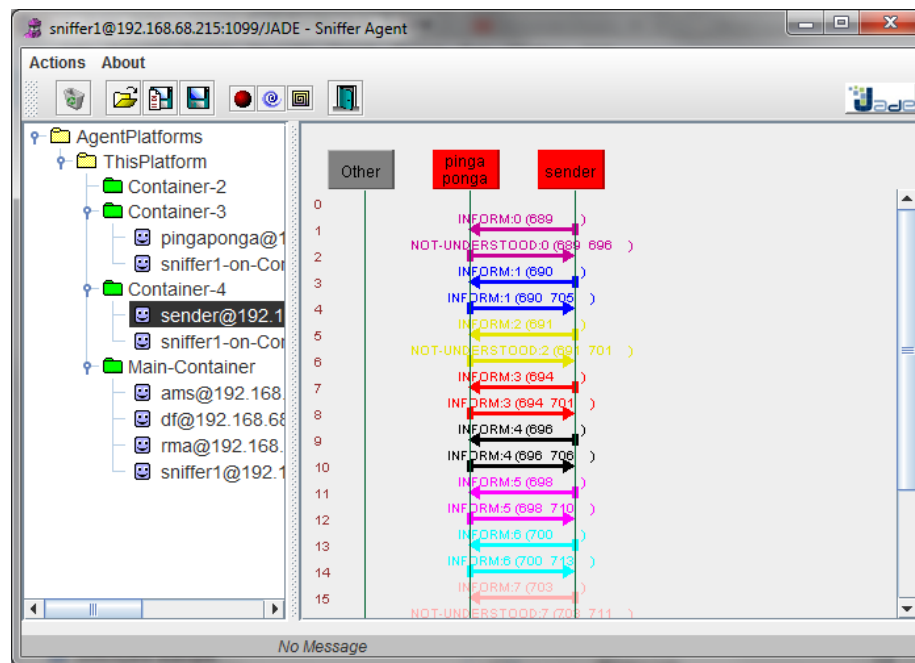 sniffer1@192.168.68.215:1099/JADE - Sniffer Agent
Actions About
Jade
AgentPlatforms
ThisPlatform
Container-2
Container-3
pingaponga@1
sniffer1-on-Cor
Container-4
sender@192.1
sniffer1-on-Cor
Main-Container
ams@192.168.
df@192.168.68
rma@192.168.
sniffer1@192.1
Other
pinga
ponga
sender
0
INFORM:0 (689 )
1
NOT-UNDERSTOOD:0 (689 696 )
2
INFORM:1 (690 )
3
INFORM:1 (690 705 )
4
INFORM:2 (691 )
5
NOT-UNDERSTOOD:2 (691 701 )
6
INFORM:3 (694 )
7
INFORM:3 (694 701 )
8
INFORM:4 (696 )
9
INFORM:4 (696 706 )
10
INFORM:5 (698 )
11
INFORM:5 (698 710 )
12
INFORM:6 (700 )
13
INFORM:6 (700 713 )
14
INFORM:7 (703 )
15
NOT-UNDERSTOOD:7 (703 711 )
No Message